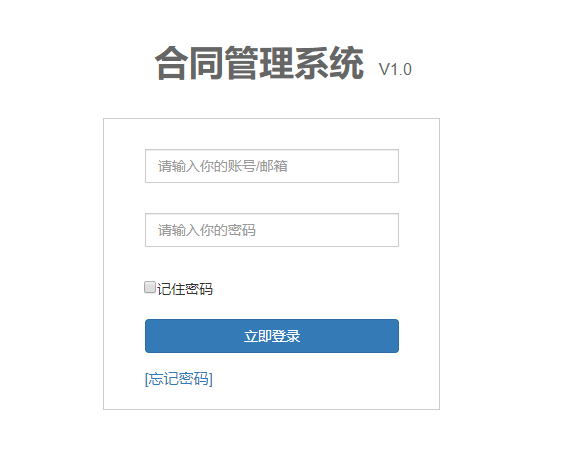 合同管理系统 V1.0
请输入你的账号/邮箱
请输入你的密码
记住密码
立即登录
[忘记密码]